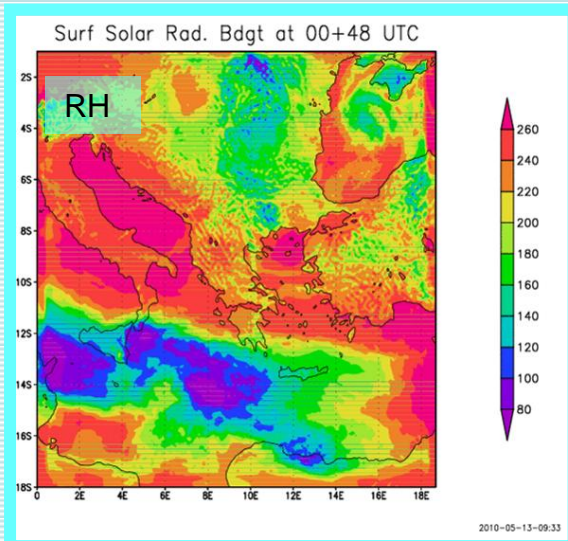 Surf Solar Rad. Bdgt at 00+48 UTC
RH
2S
4S
6S
8S
10S
12S
14S
16S
18S
0 2E 4E 6E 8E 10E 12E 14E 16E 18E
260
240
220
200
180
160
140
120
100
80
2010-05-13-09:33